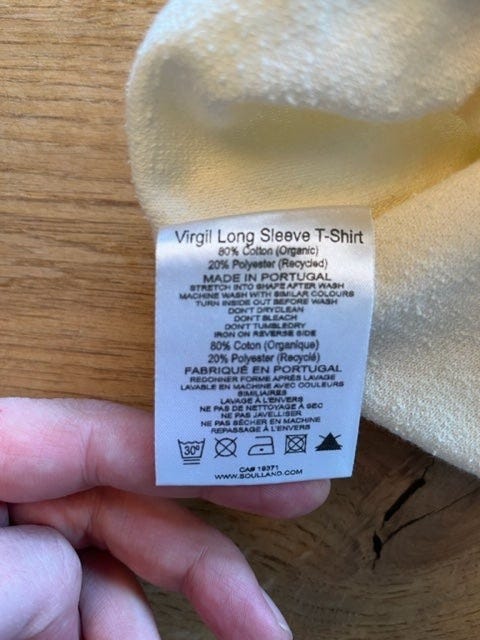 Virgil Long Sleeve T-Shirt
80% Cotton (Organic)
20% Polyester (Recycled)
MADE IN PORTUGAL
STRETCH INTO SHAPE AFTER WASH
MACHINE WASH WITH SIMILAR COLOURS
TURN INSIDE OUT BEFORE WASH
DON'T DRYCLEAN
DON'T BLEACH
DON'T TUMBLEDRY
IRON ON REVERSE SIDE
80% Coton (Organique)
20% Polyester (Recyclé)
FABRIQUÉ EN PORTUGAL
REDONNER FORME APRÈS LAVAGE
LAVABLE EN MACHINE AVEC COULEURS
SIMILIAIRES
LAVAGE À L'ENVERS
NE PAS DE NETTOYAGE À SEC
NE PAS JAVELLISER
NE PAS SÉCHER EN MACHINE
REPASSAGE À L'ENVERS
30°
CA# 19371
WWW.SOULLAND.COM